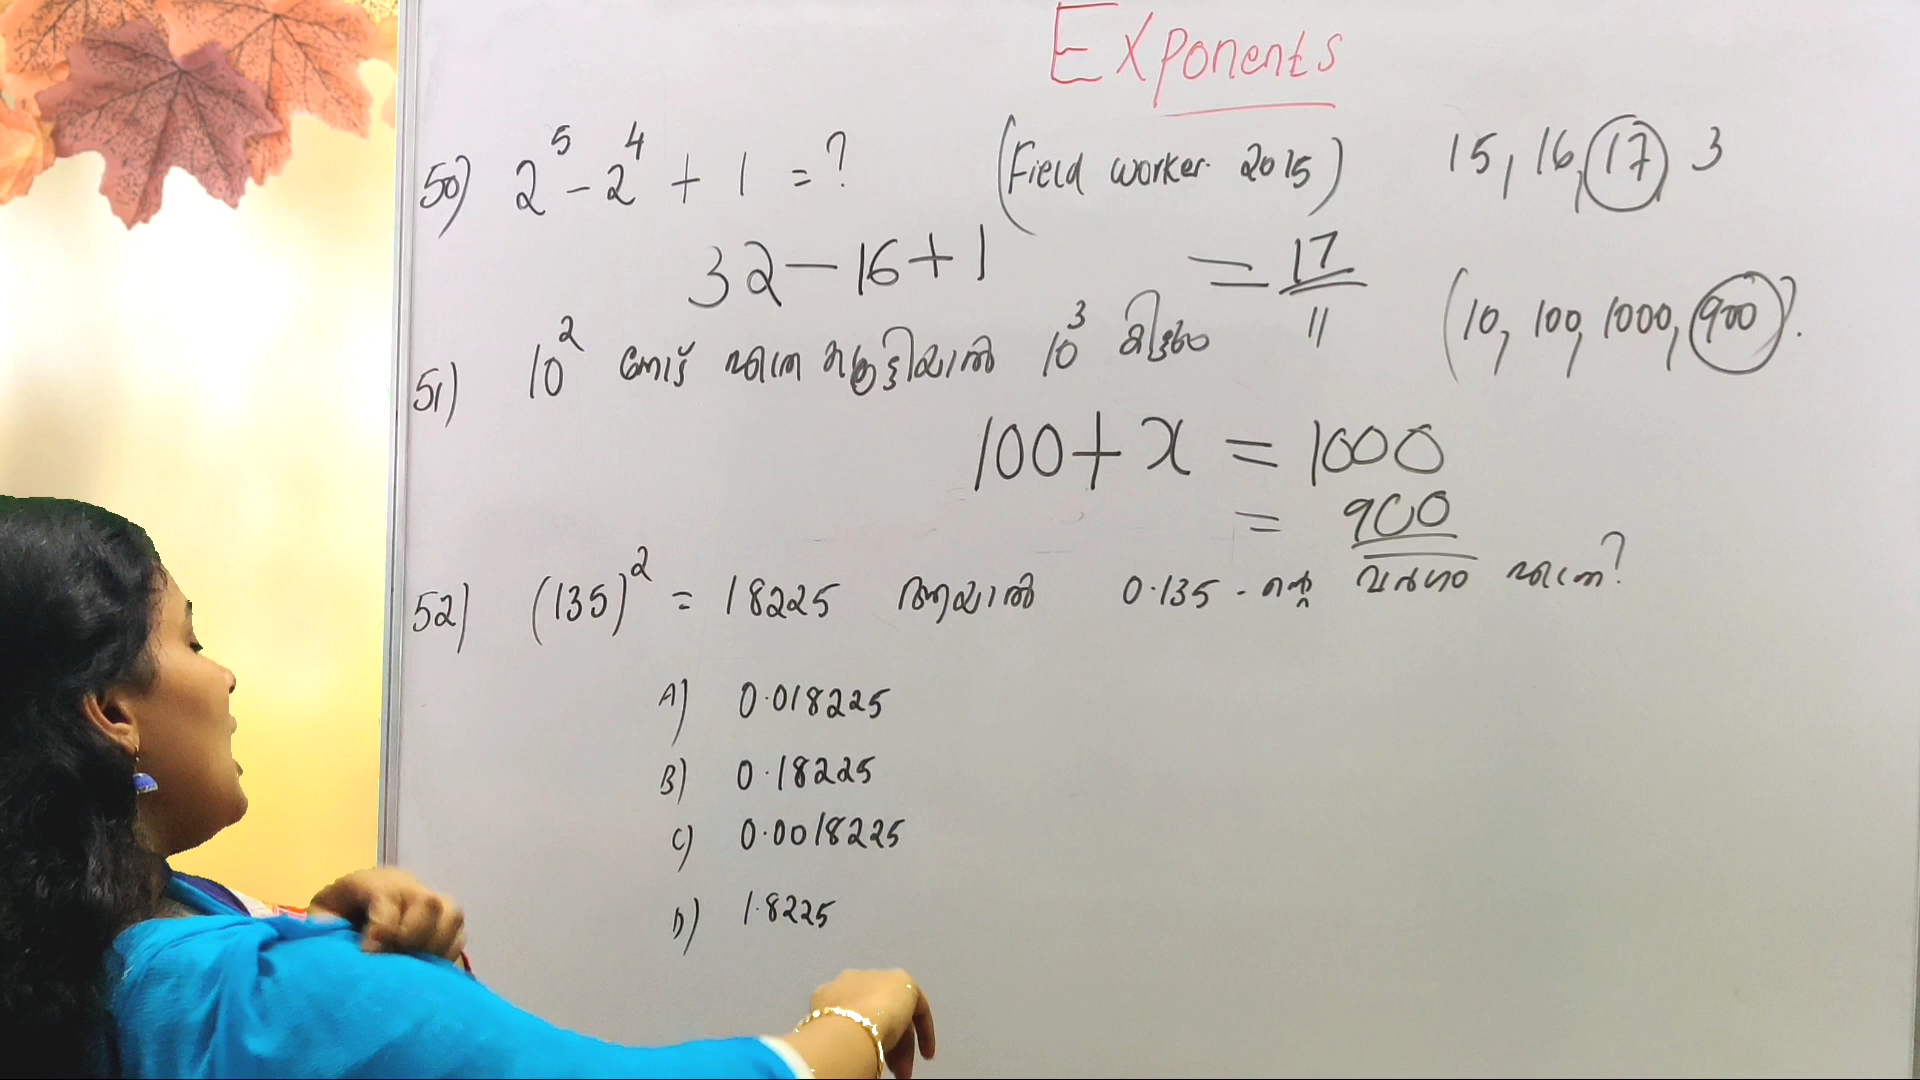 Exponents
50) 2⁵ - 2⁴ + 1 = ? (Field worker 2015) 15, 16, 17, 3
32 - 16 + 1 = 17
51) 10² നോട് എത്ര കൂട്ടിയാൽ 10³ കിട്ടും (10, 100, 1000, 900).
100 + x = 1000
= 900
52) (135)² = 18225 ആയാൽ 0.135 - ന്റെ വർഗം എത്ര?
A) 0.018225
B) 0.18225
C) 0.0018225
D) 1.8225